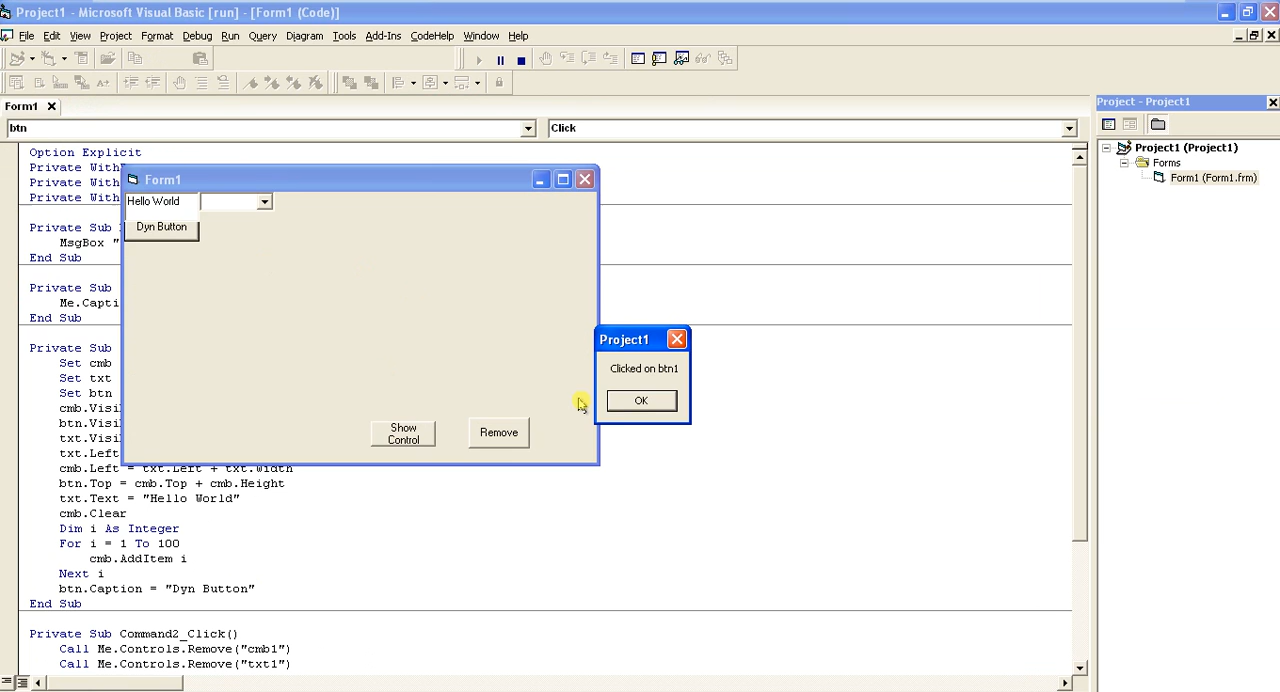 Project1 - Microsoft Visual Basic [run] - [Form1 (Code)]
File Edit View Project Format Debug Run Query Diagram Tools Add-Ins CodeHelp Window Help
Form1
Project - Project1
btn Click
Project1 (Project1)
Forms
Form1 (Form1.frm)
Option Explicit
Private With
Private With
Private With
Private Sub
MsgBox "
End Sub
Private Sub
Me.Capti
End Sub
Private Sub
Set cmb
Set txt
Set btn
cmb.Visi
btn.Visi
txt.Visi
txt.Left
cmb.Left = txt.Left + txt.Width
btn.Top = cmb.Top + cmb.Height
txt.Text = "Hello World"
cmb.Clear
Dim i As Integer
For i = 1 To 100
cmb.AddItem i
Next i
btn.Caption = "Dyn Button"
End Sub
Private Sub Command2_Click()
Call Me.Controls.Remove("cmb1")
Call Me.Controls.Remove("txt1")
Form1
Hello World
Dyn Button
Show
Control
Remove
Project1
Clicked on btn1
OK